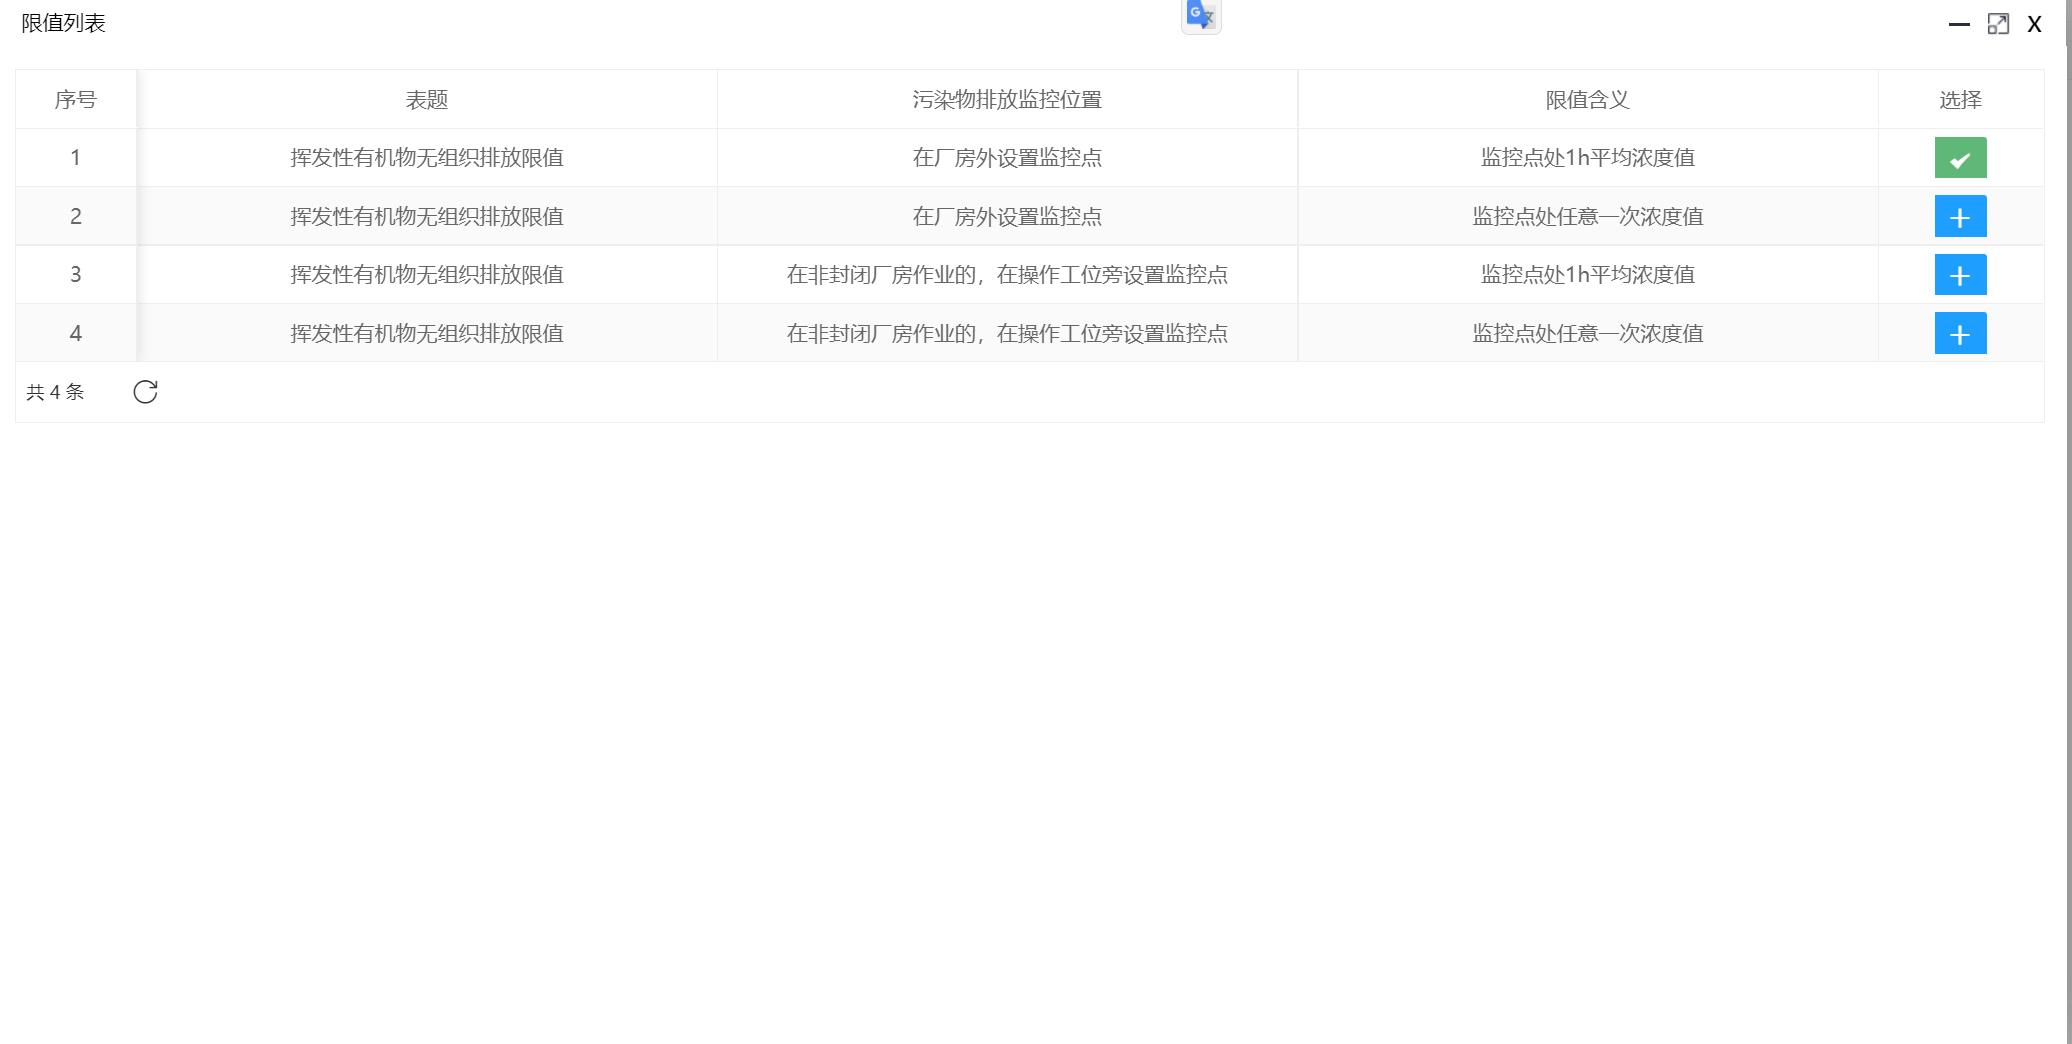 限值列表
X
序号 表题 污染物排放监控位置 限值含义 选择
1 挥发性有机物无组织排放限值 在厂房外设置监控点 监控点处1h平均浓度值
2 挥发性有机物无组织排放限值 在厂房外设置监控点 监控点处任意一次浓度值
3 挥发性有机物无组织排放限值 在非封闭厂房作业的，在操作工位旁设置监控点 监控点处1h平均浓度值
4 挥发性有机物无组织排放限值 在非封闭厂房作业的，在操作工位旁设置监控点 监控点处任意一次浓度值
共 4 条